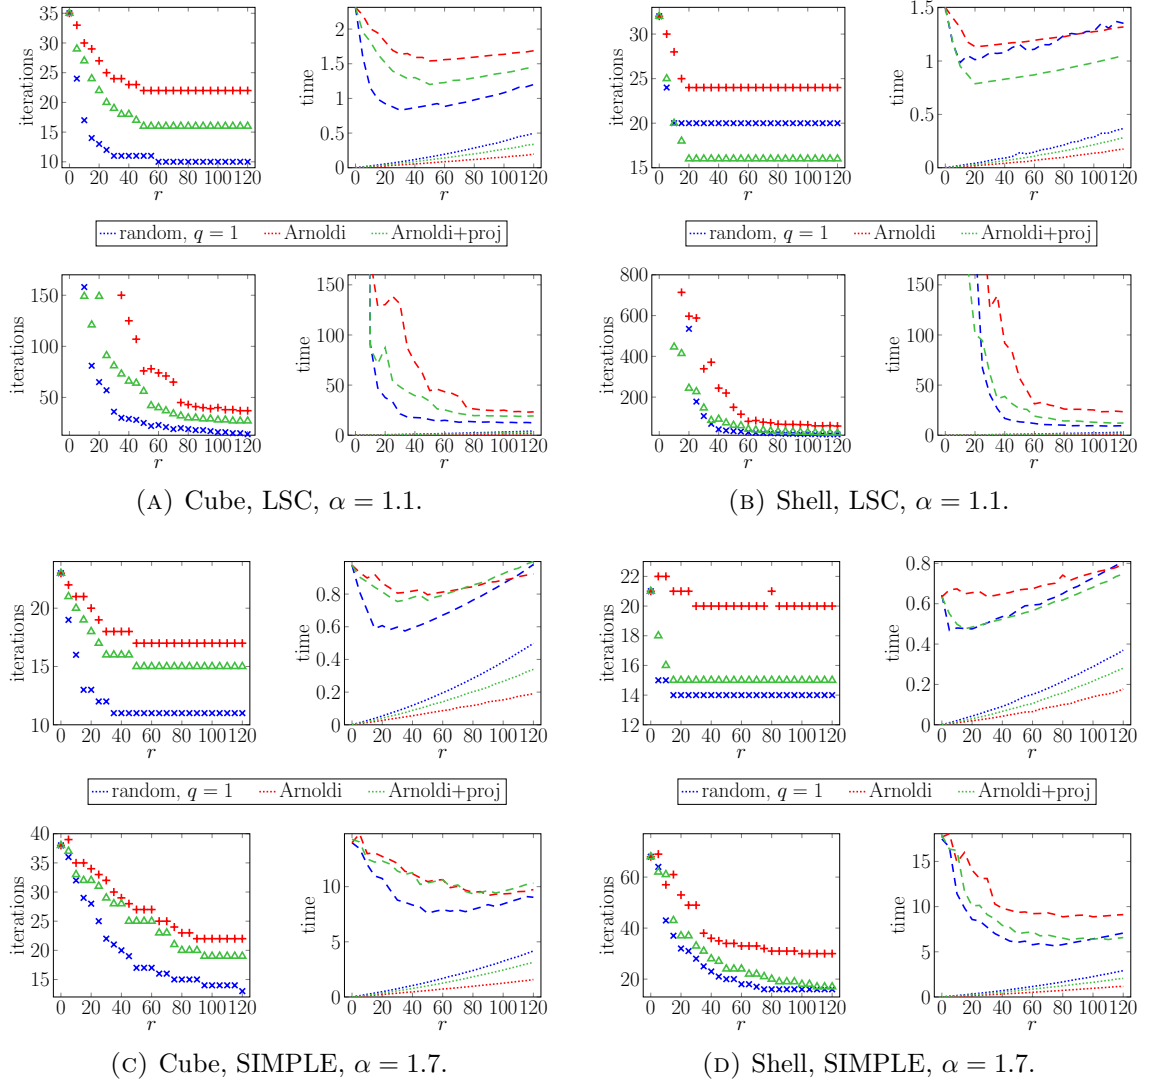 35
30
25
20
15
10
0 20 40 60 80 100 120
iterations
r
2
1.5
1
0.5
0
0 20 40 60 80 100 120
time
r
30
25
20
15
0 20 40 60 80 100 120
iterations
r
1.5
1
0.5
0
0 20 40 60 80 100 120
time
r
random, q = 1 Arnoldi Arnoldi+proj
random, q = 1 Arnoldi Arnoldi+proj
150
100
50
0 20 40 60 80 100 120
iterations
r
150
100
50
0
0 20 40 60 80 100 120
time
r
800
600
400
200
0 20 40 60 80 100 120
iterations
r
150
100
50
0
0 20 40 60 80 100 120
time
r
(A) Cube, LSC, α = 1.1.
(B) Shell, LSC, α = 1.1.
20
15
10
0 20 40 60 80 100 120
iterations
r
1
0.8
0.6
0.4
0.2
0
0 20 40 60 80 100 120
time
r
22
20
18
16
14
12
0 20 40 60 80 100 120
iterations
r
0.8
0.6
0.4
0.2
0
0 20 40 60 80 100 120
time
r
random, q = 1 Arnoldi Arnoldi+proj
random, q = 1 Arnoldi Arnoldi+proj
40
35
30
25
20
15
0 20 40 60 80 100 120
iterations
r
10
5
0
0 20 40 60 80 100 120
time
r
60
40
20
0 20 40 60 80 100 120
iterations
r
15
10
5
0
0 20 40 60 80 100 120
time
r
(C) Cube, SIMPLE, α = 1.7.
(D) Shell, SIMPLE, α = 1.7.